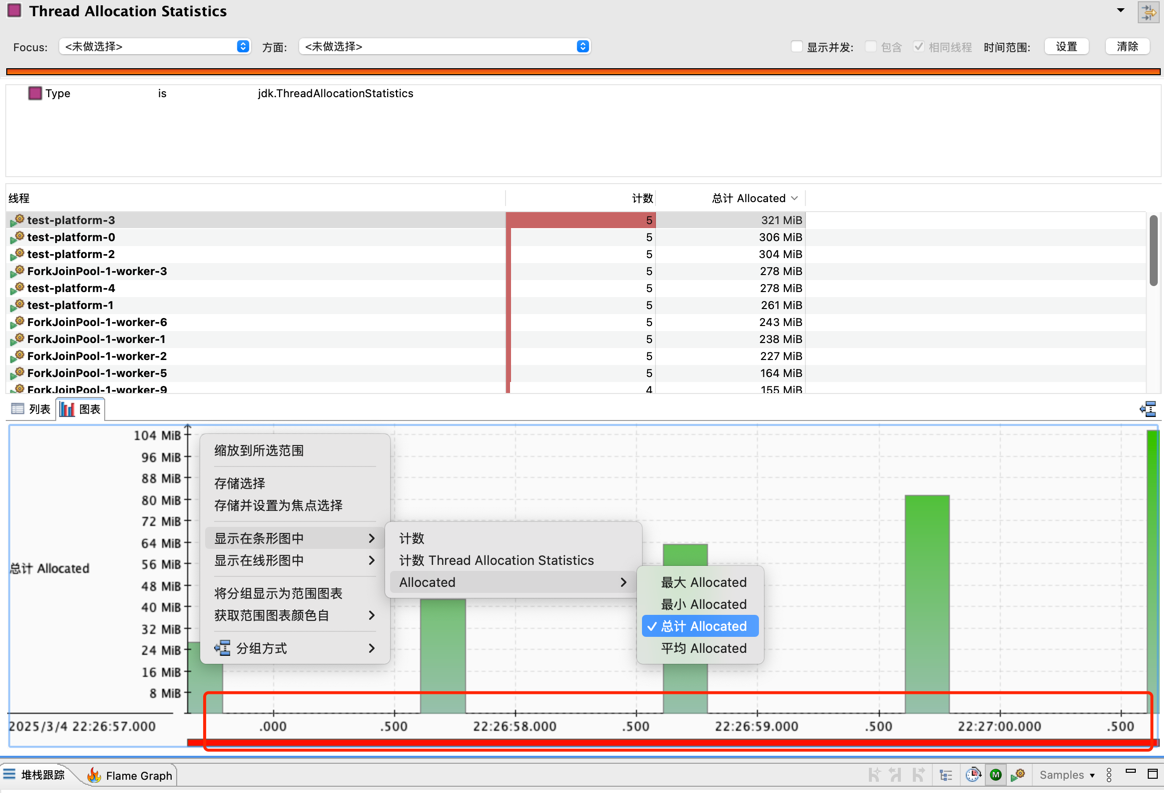 Thread Allocation Statistics
Focus: <未做选择> 方面: <未做选择> 显示并发: 包含 相同线程 时间范围: 设置 清除
Type is jdk.ThreadAllocationStatistics
线程 计数 总计 Allocated
test-platform-3 5 321 MiB
test-platform-0 5 306 MiB
test-platform-2 5 304 MiB
ForkJoinPool-1-worker-3 5 278 MiB
test-platform-4 5 278 MiB
test-platform-1 5 261 MiB
ForkJoinPool-1-worker-6 5 243 MiB
ForkJoinPool-1-worker-1 5 238 MiB
ForkJoinPool-1-worker-2 5 227 MiB
ForkJoinPool-1-worker-5 5 164 MiB
ForkJoinPool-1-worker-9 4 155 MiB
列表 图表
104 MiB
96 MiB
88 MiB
80 MiB
72 MiB
64 MiB
56 MiB
48 MiB
40 MiB
32 MiB
24 MiB
16 MiB
8 MiB
总计 Allocated
缩放到所选范围
存储选择
存储并设置为焦点选择
显示在条形图中
显示在线形图中
将分组显示为范围图表
获取范围图表颜色自
分组方式
计数
计数 Thread Allocation Statistics
Allocated
最大 Allocated
最小 Allocated
总计 Allocated
平均 Allocated
2025/3/4 22:26:57.000 .000 .500 22:26:58.000 .500 22:26:59.000 .500 22:27:00.000 .500
堆栈跟踪 Flame Graph M Samples